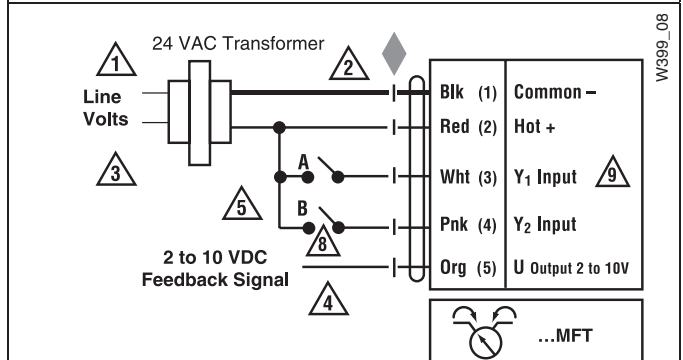 W399_08
24 VAC Transformer
1
2
Line
Volts
3
Blk (1) Common –
Red (2) Hot +
A
Wht (3) Y1 Input
9
5
B
8
Pnk (4) Y2 Input
2 to 10 VDC
Feedback Signal
4
Org (5) U Output 2 to 10V
...MFT